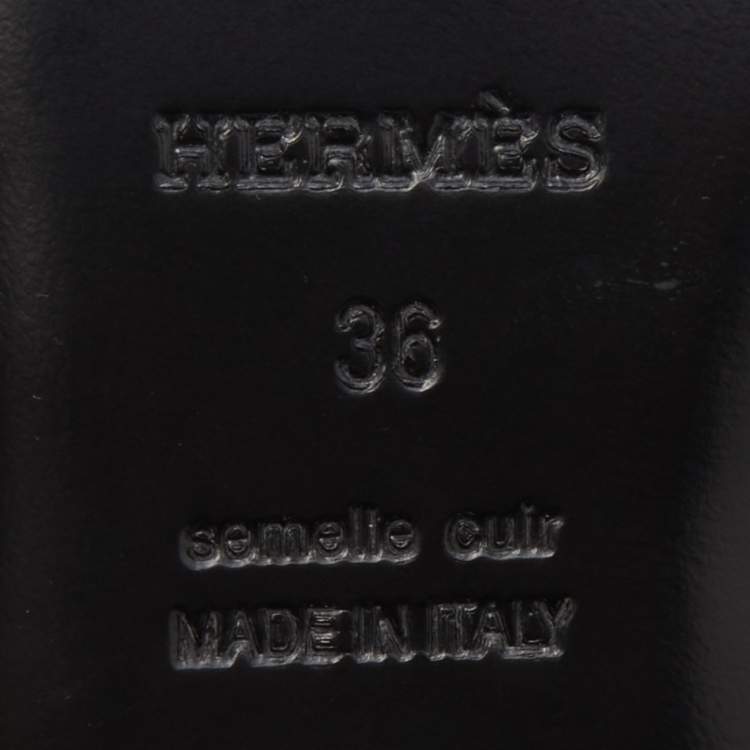 HERMÈS
36
semelle cuir
MADE IN ITALY